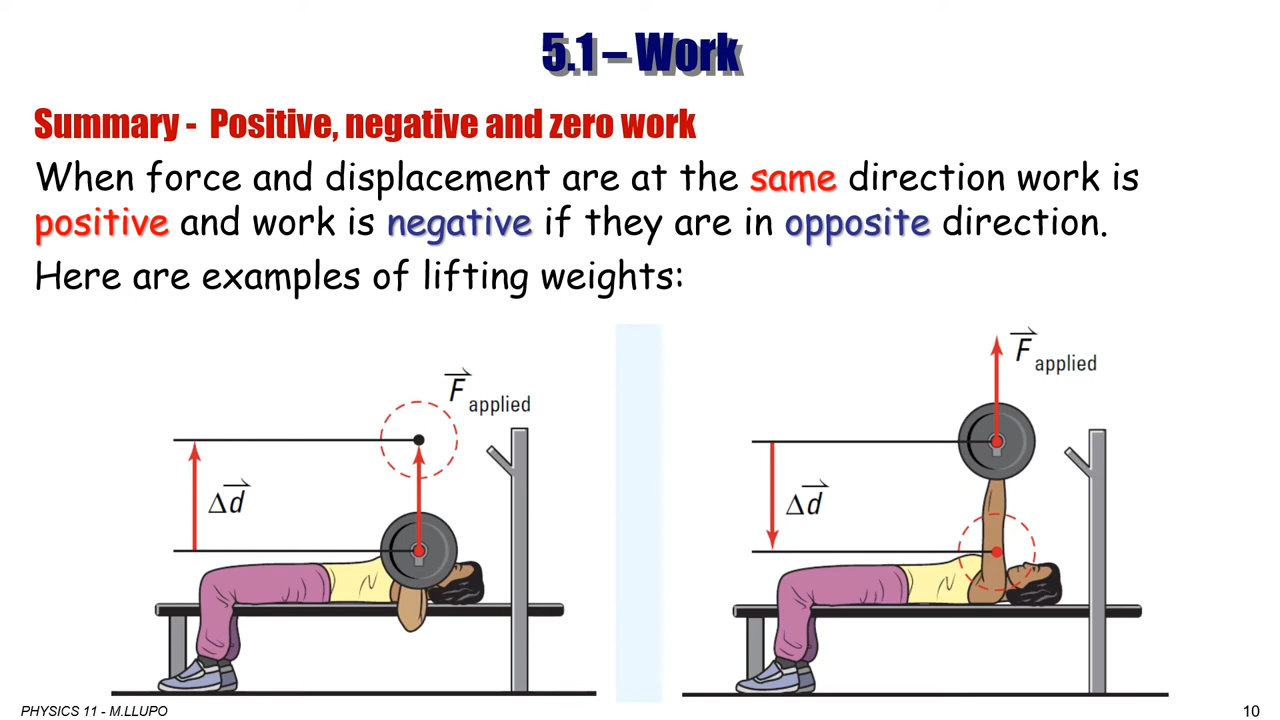 5.1 – Work
Summary - Positive, negative and zero work
When force and displacement are at the same direction work is
positive and work is negative if they are in opposite direction.
Here are examples of lifting weights:
F applied
Δd
F applied
Δd
PHYSICS 11 - M.LLUPO
10